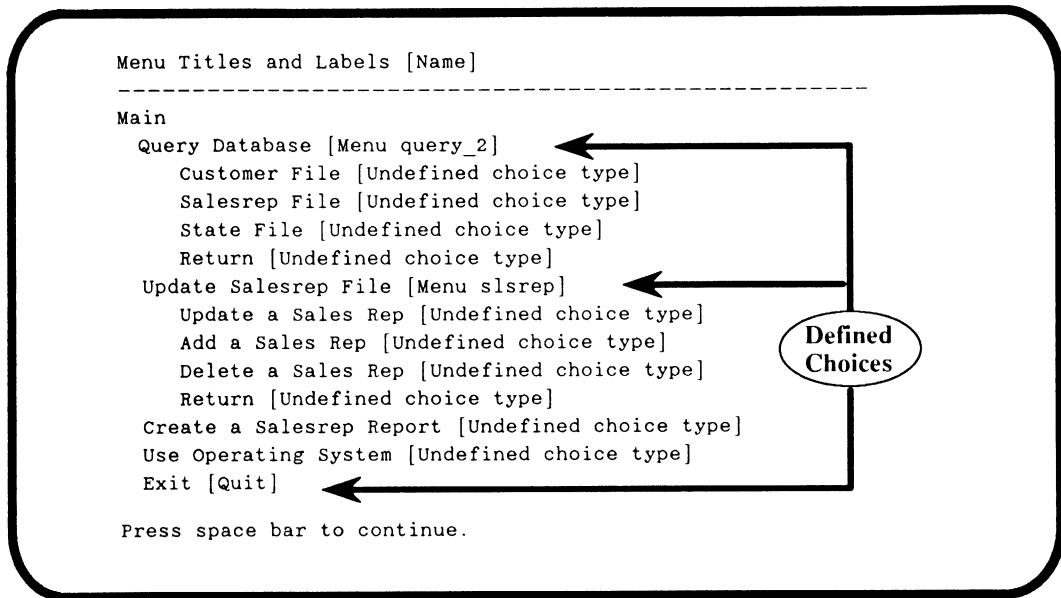 Menu Titles and Labels [Name]
--------------------------------------------------
Main
Query Database [Menu query_2]
Customer File [Undefined choice type]
Salesrep File [Undefined choice type]
State File [Undefined choice type]
Return [Undefined choice type]
Update Salesrep File [Menu slsrep]
Update a Sales Rep [Undefined choice type]
Add a Sales Rep [Undefined choice type]
Delete a Sales Rep [Undefined choice type]
Return [Undefined choice type]
Create a Salesrep Report [Undefined choice type]
Use Operating System [Undefined choice type]
Exit [Quit]
Press space bar to continue.
Defined
Choices